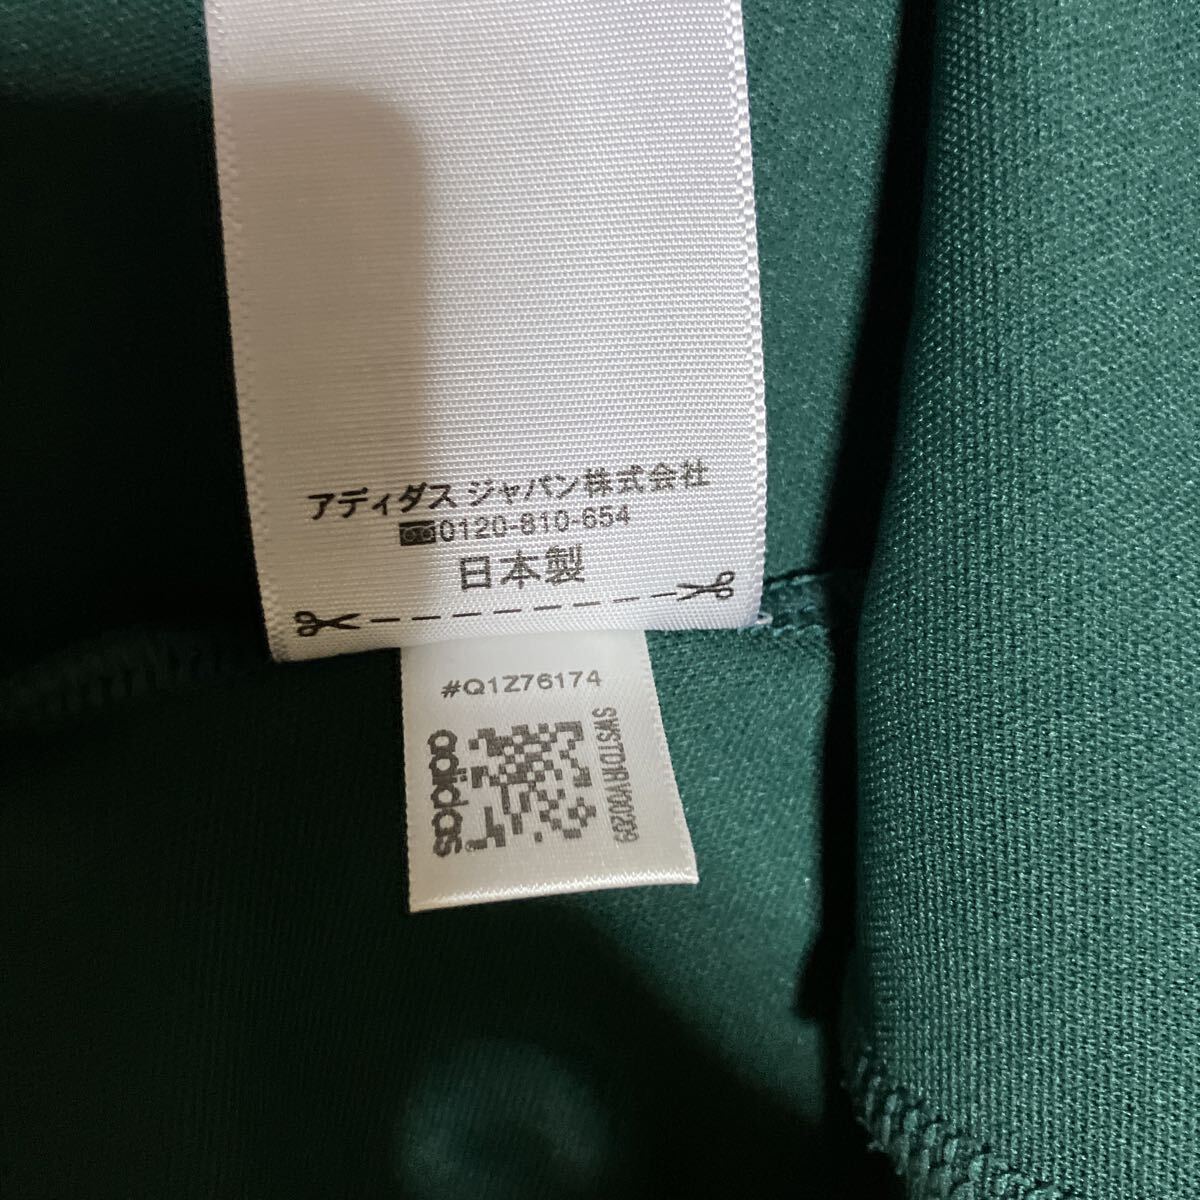 アディダス ジャパン株式会社
0120-810-654
日本製
#Q1Z76174
adidas
SWSTD1RV00209